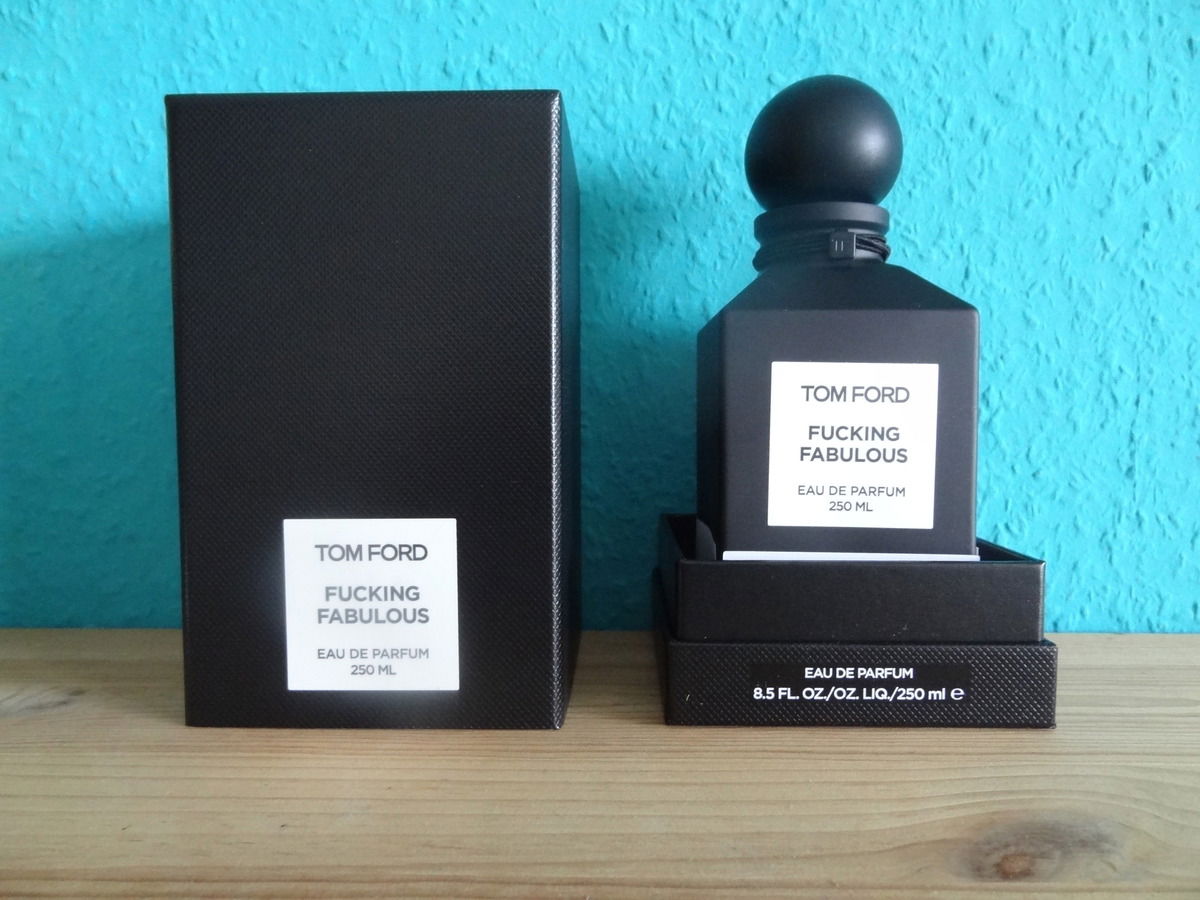 TOM FORD
FUCKING
FABULOUS
EAU DE PARFUM
250 ML
TOM FORD
FUCKING
FABULOUS
EAU DE PARFUM
250 ML
EAU DE PARFUM
8.5 FL. OZ./OZ. LIQ./250 ml ℮